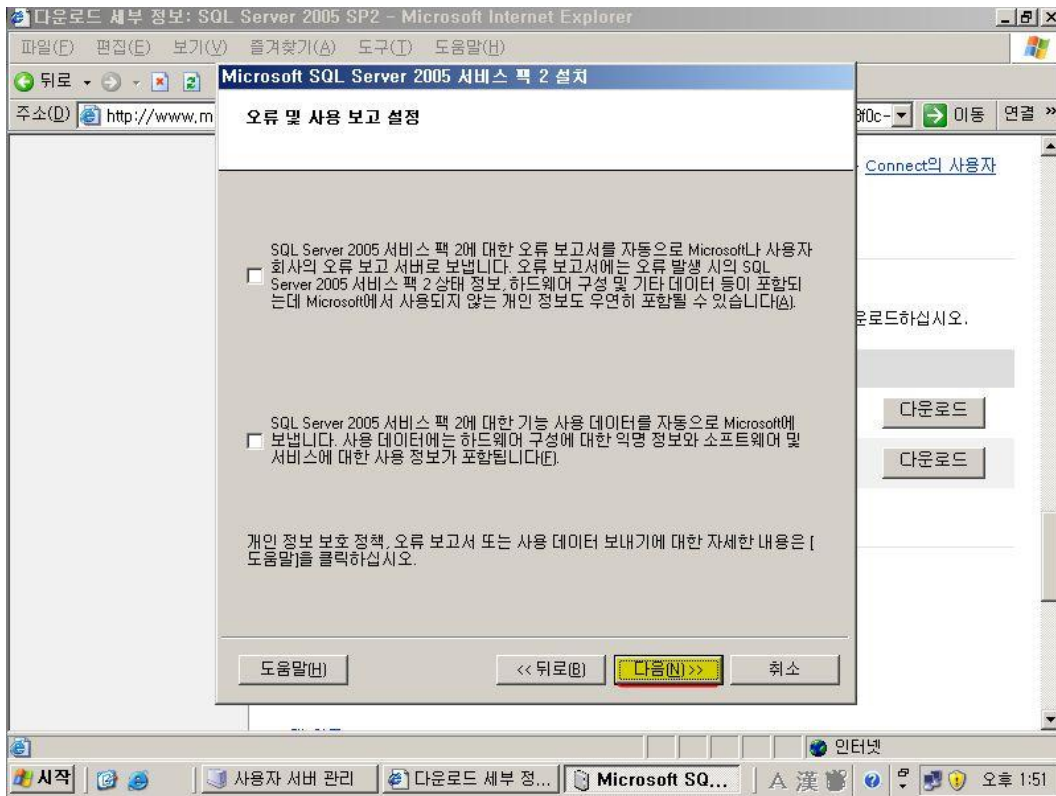 다운로드 세부 정보: SQL Server 2005 SP2 - Microsoft Internet Explorer
파일(F) 편집(E) 보기(V) 즐겨찾기(A) 도구(T) 도움말(H)
뒤로
주소(D) http://www.m
8f0c-
이동
연결 »
Microsoft SQL Server 2005 서비스 팩 2 설치
오류 및 사용 보고 설정
Connect의 사용자
SQL Server 2005 서비스 팩 2에 대한 오류 보고서를 자동으로 Microsoft나 사용자
회사의 오류 보고 서버로 보냅니다. 오류 보고서에는 오류 발생 시의 SQL
Server 2005 서비스 팩 2 상태 정보, 하드웨어 구성 및 기타 데이터 등이 포함되
는데 Microsoft에서 사용되지 않는 개인 정보도 우연히 포함될 수 있습니다(A).
운로드하십시오.
다운로드
SQL Server 2005 서비스 팩 2에 대한 기능 사용 데이터를 자동으로 Microsoft에
보냅니다. 사용 데이터에는 하드웨어 구성에 대한 익명 정보와 소프트웨어 및
서비스에 대한 사용 정보가 포함됩니다(F).
다운로드
개인 정보 보호 정책, 오류 보고서 또는 사용 데이터 보내기에 대한 자세한 내용은 [
도움말]을 클릭하십시오.
도움말(H) << 뒤로(B) 다음(N) >> 취소
인터넷
시작 사용자 서버 관리 다운로드 세부 정... Microsoft SQ... A 漢 오후 1:51